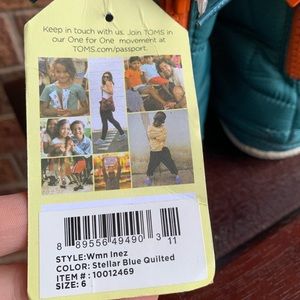 Keep in touch with us. Join TOMS in
our One for One movement at
TOMS.com/passport.
8 89556 49490 3 11
STYLE:Wmn Inez
COLOR: Stellar Blue Quilted
ITEM # : 10012469
SIZE: 6